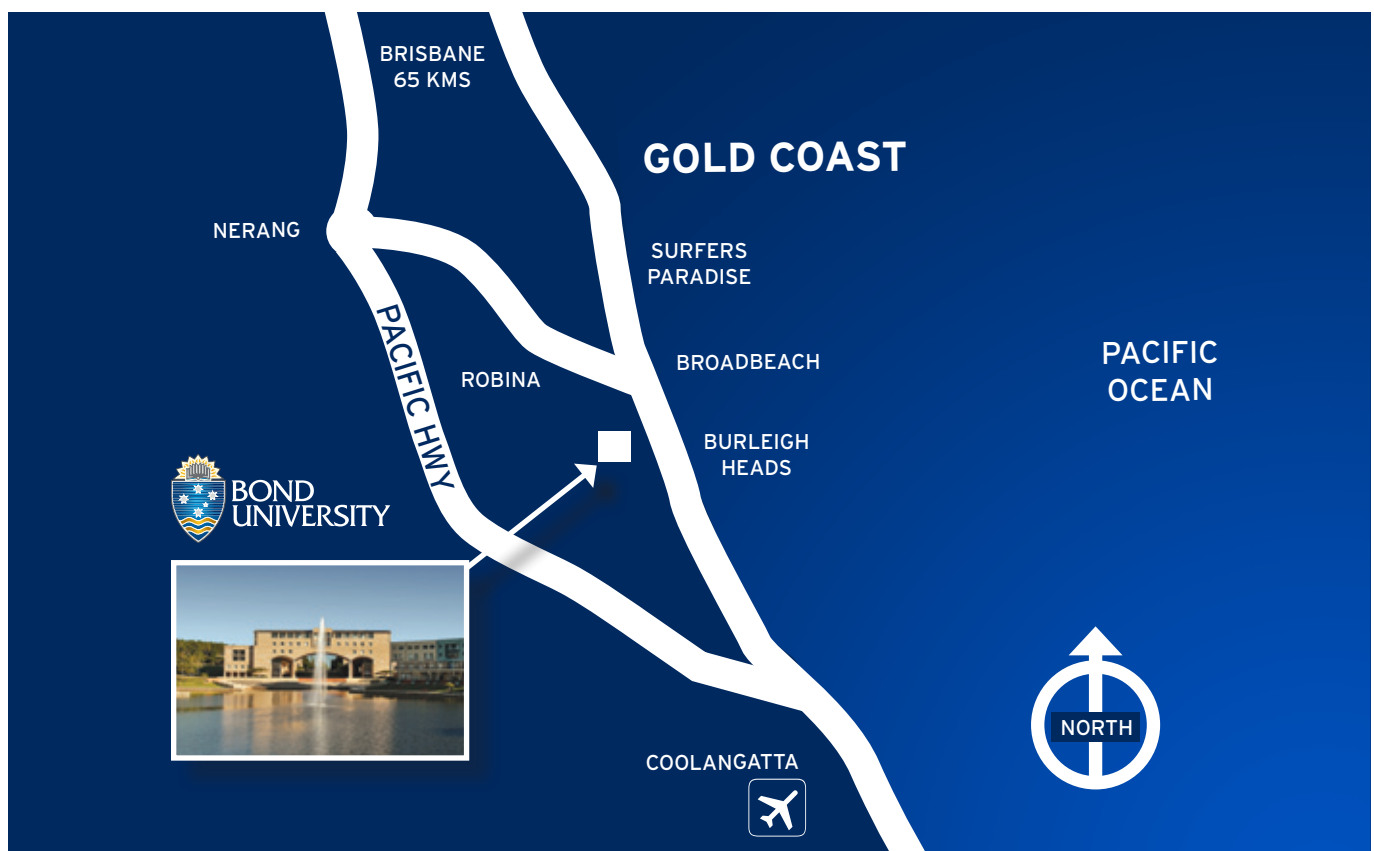 BRISBANE
65 KMS
GOLD COAST
NERANG
SURFERS
PARADISE
PACIFIC HWY
PACIFIC
OCEAN
BROADBEACH
ROBINA
BURLEIGH
HEADS
BOND
UNIVERSITY
NORTH
COOLANGATTA